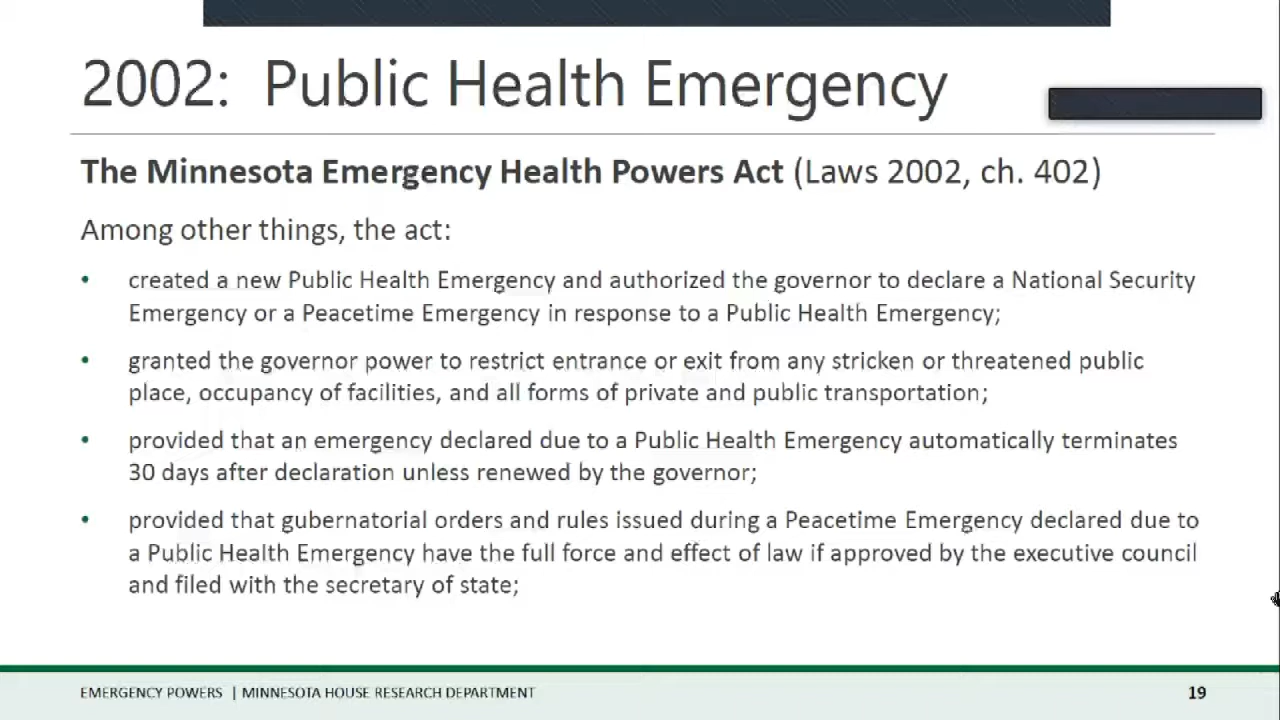 2002: Public Health Emergency
The Minnesota Emergency Health Powers Act (Laws 2002, ch. 402)
Among other things, the act:
• created a new Public Health Emergency and authorized the governor to declare a National Security
Emergency or a Peacetime Emergency in response to a Public Health Emergency;
• granted the governor power to restrict entrance or exit from any stricken or threatened public
place, occupancy of facilities, and all forms of private and public transportation;
• provided that an emergency declared due to a Public Health Emergency automatically terminates
30 days after declaration unless renewed by the governor;
• provided that gubernatorial orders and rules issued during a Peacetime Emergency declared due to
a Public Health Emergency have the full force and effect of law if approved by the executive council
and filed with the secretary of state;
EMERGENCY POWERS | MINNESOTA HOUSE RESEARCH DEPARTMENT 19